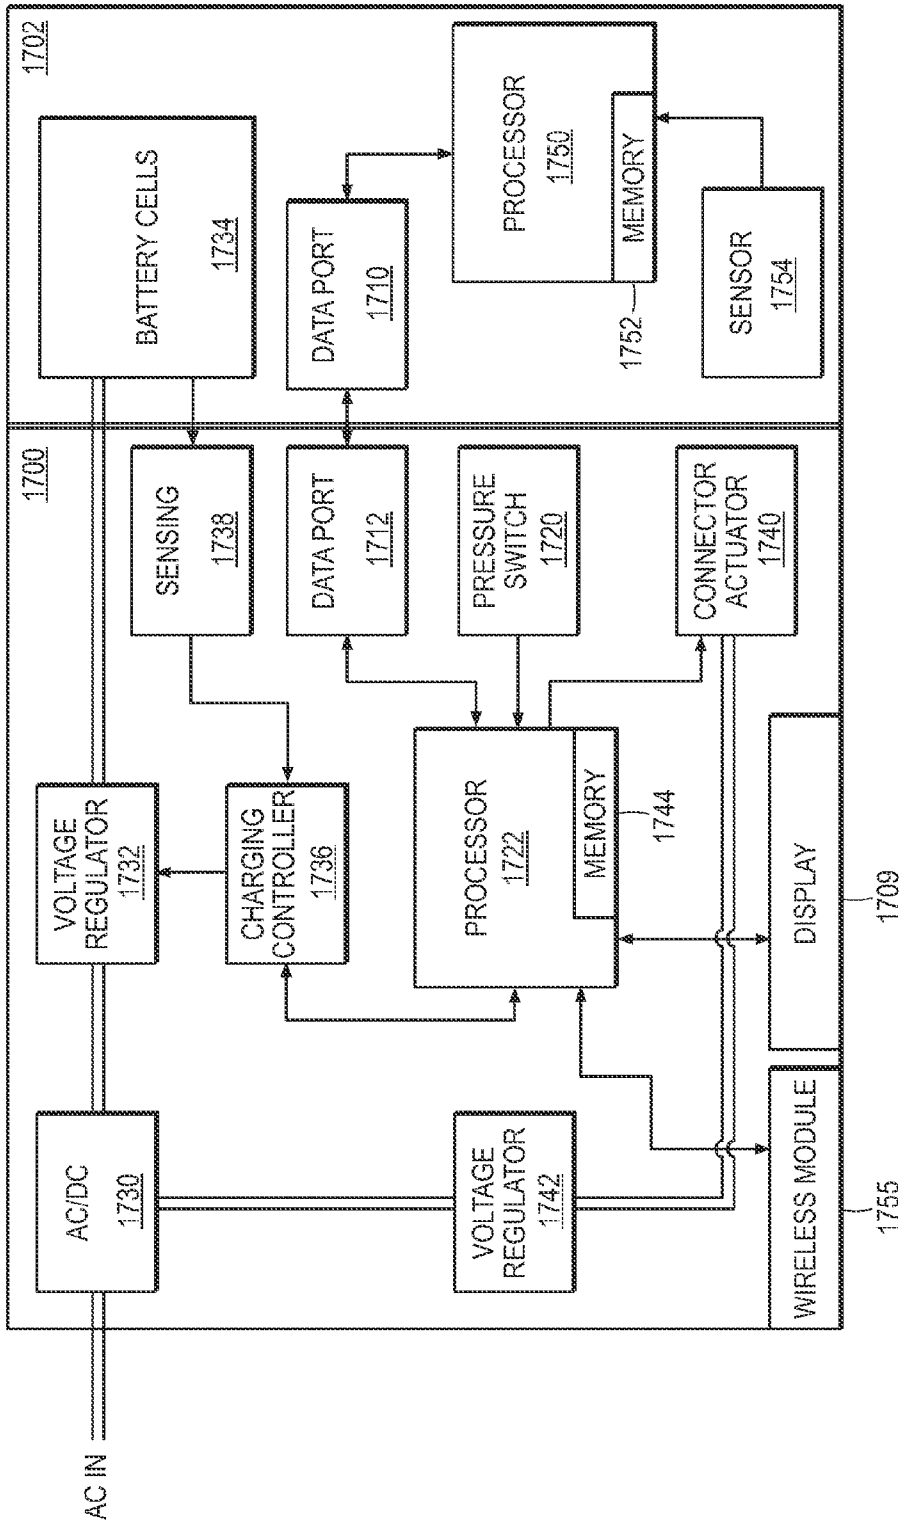 AC IN
1700
1702
AC/DC
1730
VOLTAGE
REGULATOR
1732
BATTERY CELLS
1734
SENSING
1738
CHARGING
CONTROLLER
1736
DATA PORT
1712
DATA PORT
1710
VOLTAGE
REGULATOR
1742
PROCESSOR
1722
MEMORY
1744
PRESSURE
SWITCH
1720
PROCESSOR
1750
MEMORY
1752
CONNECTOR
ACTUATOR
1740
SENSOR
1754
WIRELESS MODULE
1755
DISPLAY
1709